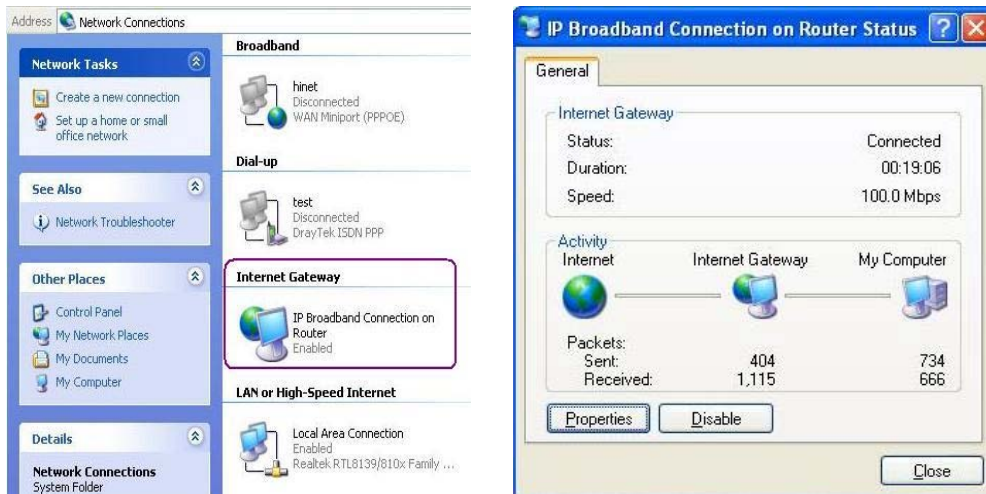 Address Network Connections
Network Tasks
Create a new connection
Set up a home or small
office network
See Also
Network Troubleshooter
Other Places
Control Panel
My Network Places
My Documents
My Computer
Details
Network Connections
System Folder
Broadband
hinet
Disconnected
WAN Miniport (PPPOE)
Dial-up
test
Disconnected
DrayTek ISDN PPP
Internet Gateway
IP Broadband Connection on
Router
Enabled
LAN or High-Speed Internet
Local Area Connection
Enabled
Realtek RTL8139/810x Family ...
IP Broadband Connection on Router Status
General
Internet Gateway
Status: Connected
Duration: 00:19:06
Speed: 100.0 Mbps
Activity
Internet Internet Gateway My Computer
Packets:
Sent: 404 734
Received: 1,115 666
Properties Disable
Close